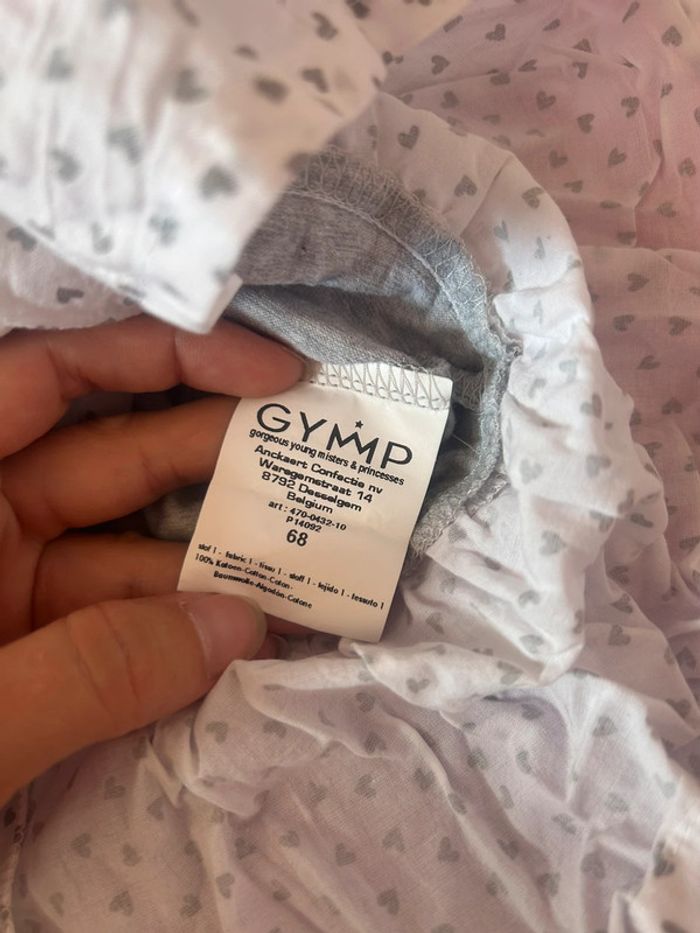 GYMP
gorgeous young misters & princesses
Anckaert Confectie nv
Waregemstraat 14
8792 Desselgem
Belgium
art : 470-0432-10
P14092
68
stof 1 - fabric 1 - tissu 1 - stoff 1 - tejido 1 - tessuto 1
100% Katoen-Cotton-Coton-
Baumwolle-Algodón-Cotone